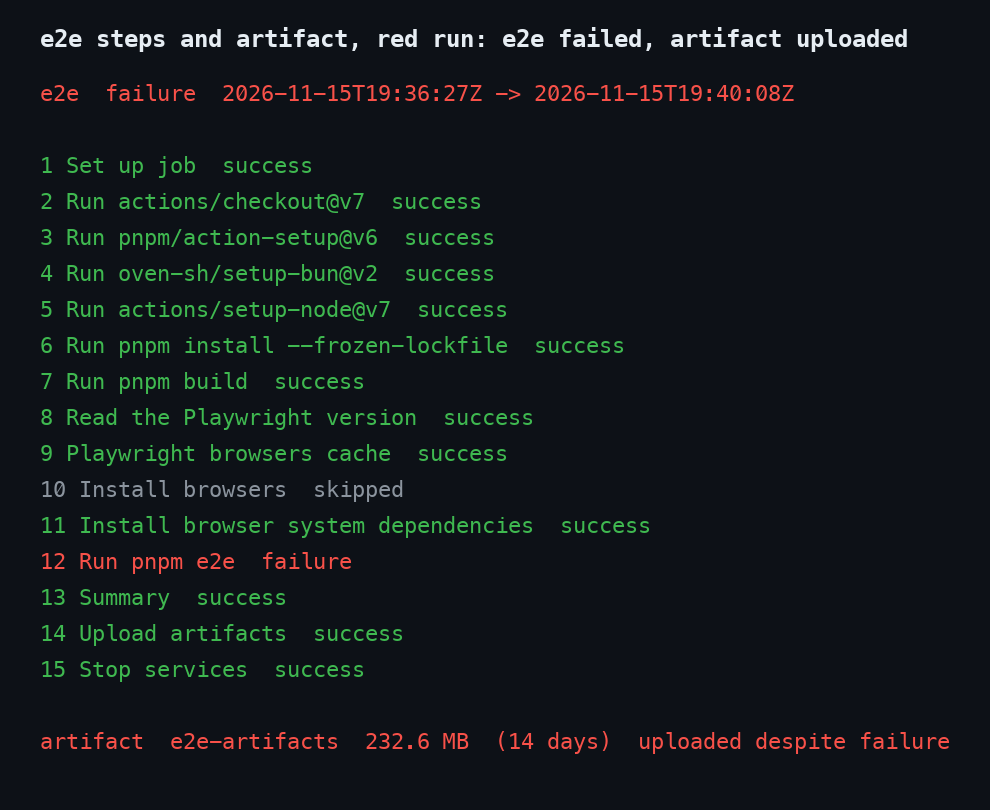 e2e steps and artifact, red run: e2e failed, artifact uploaded
e2e  failure  2026-11-15T19:36:27Z -> 2026-11-15T19:40:08Z
1 Set up job  success
2 Run actions/checkout@v7  success
3 Run pnpm/action-setup@v6  success
4 Run oven-sh/setup-bun@v2  success
5 Run actions/setup-node@v7  success
6 Run pnpm install --frozen-lockfile  success
7 Run pnpm build  success
8 Read the Playwright version  success
9 Playwright browsers cache  success
10 Install browsers  skipped
11 Install browser system dependencies  success
12 Run pnpm e2e  failure
13 Summary  success
14 Upload artifacts  success
15 Stop services  success
artifact  e2e-artifacts  232.6 MB  (14 days)  uploaded despite failure